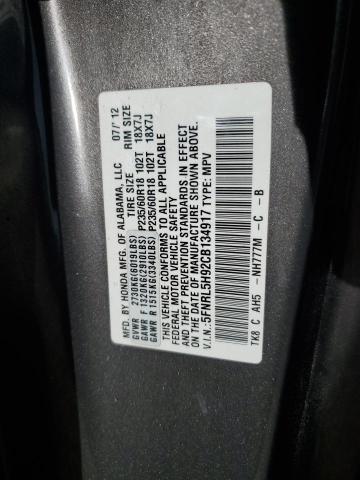 MFD. BY HONDA MFG. OF ALABAMA, LLC 07/'12
GVWR 2730KG(6019LBS) TIRE SIZE RIM SIZE
GAWR F 1320KG(2910LBS) P235/60R18 102T 18X7J
GAWR R 1515KG(3340LBS) P235/60R18 102T 18X7J
THIS VEHICLE CONFORMS TO ALL APPLICABLE
FEDERAL MOTOR VEHICLE SAFETY
AND THEFT PREVENTION STANDARDS IN EFFECT
ON THE DATE OF MANUFACTURE SHOWN ABOVE.
V.I.N.: 5FNRL5H92CB134917 TYPE: MPV
TK8 C AH5 -NH777M -C -B